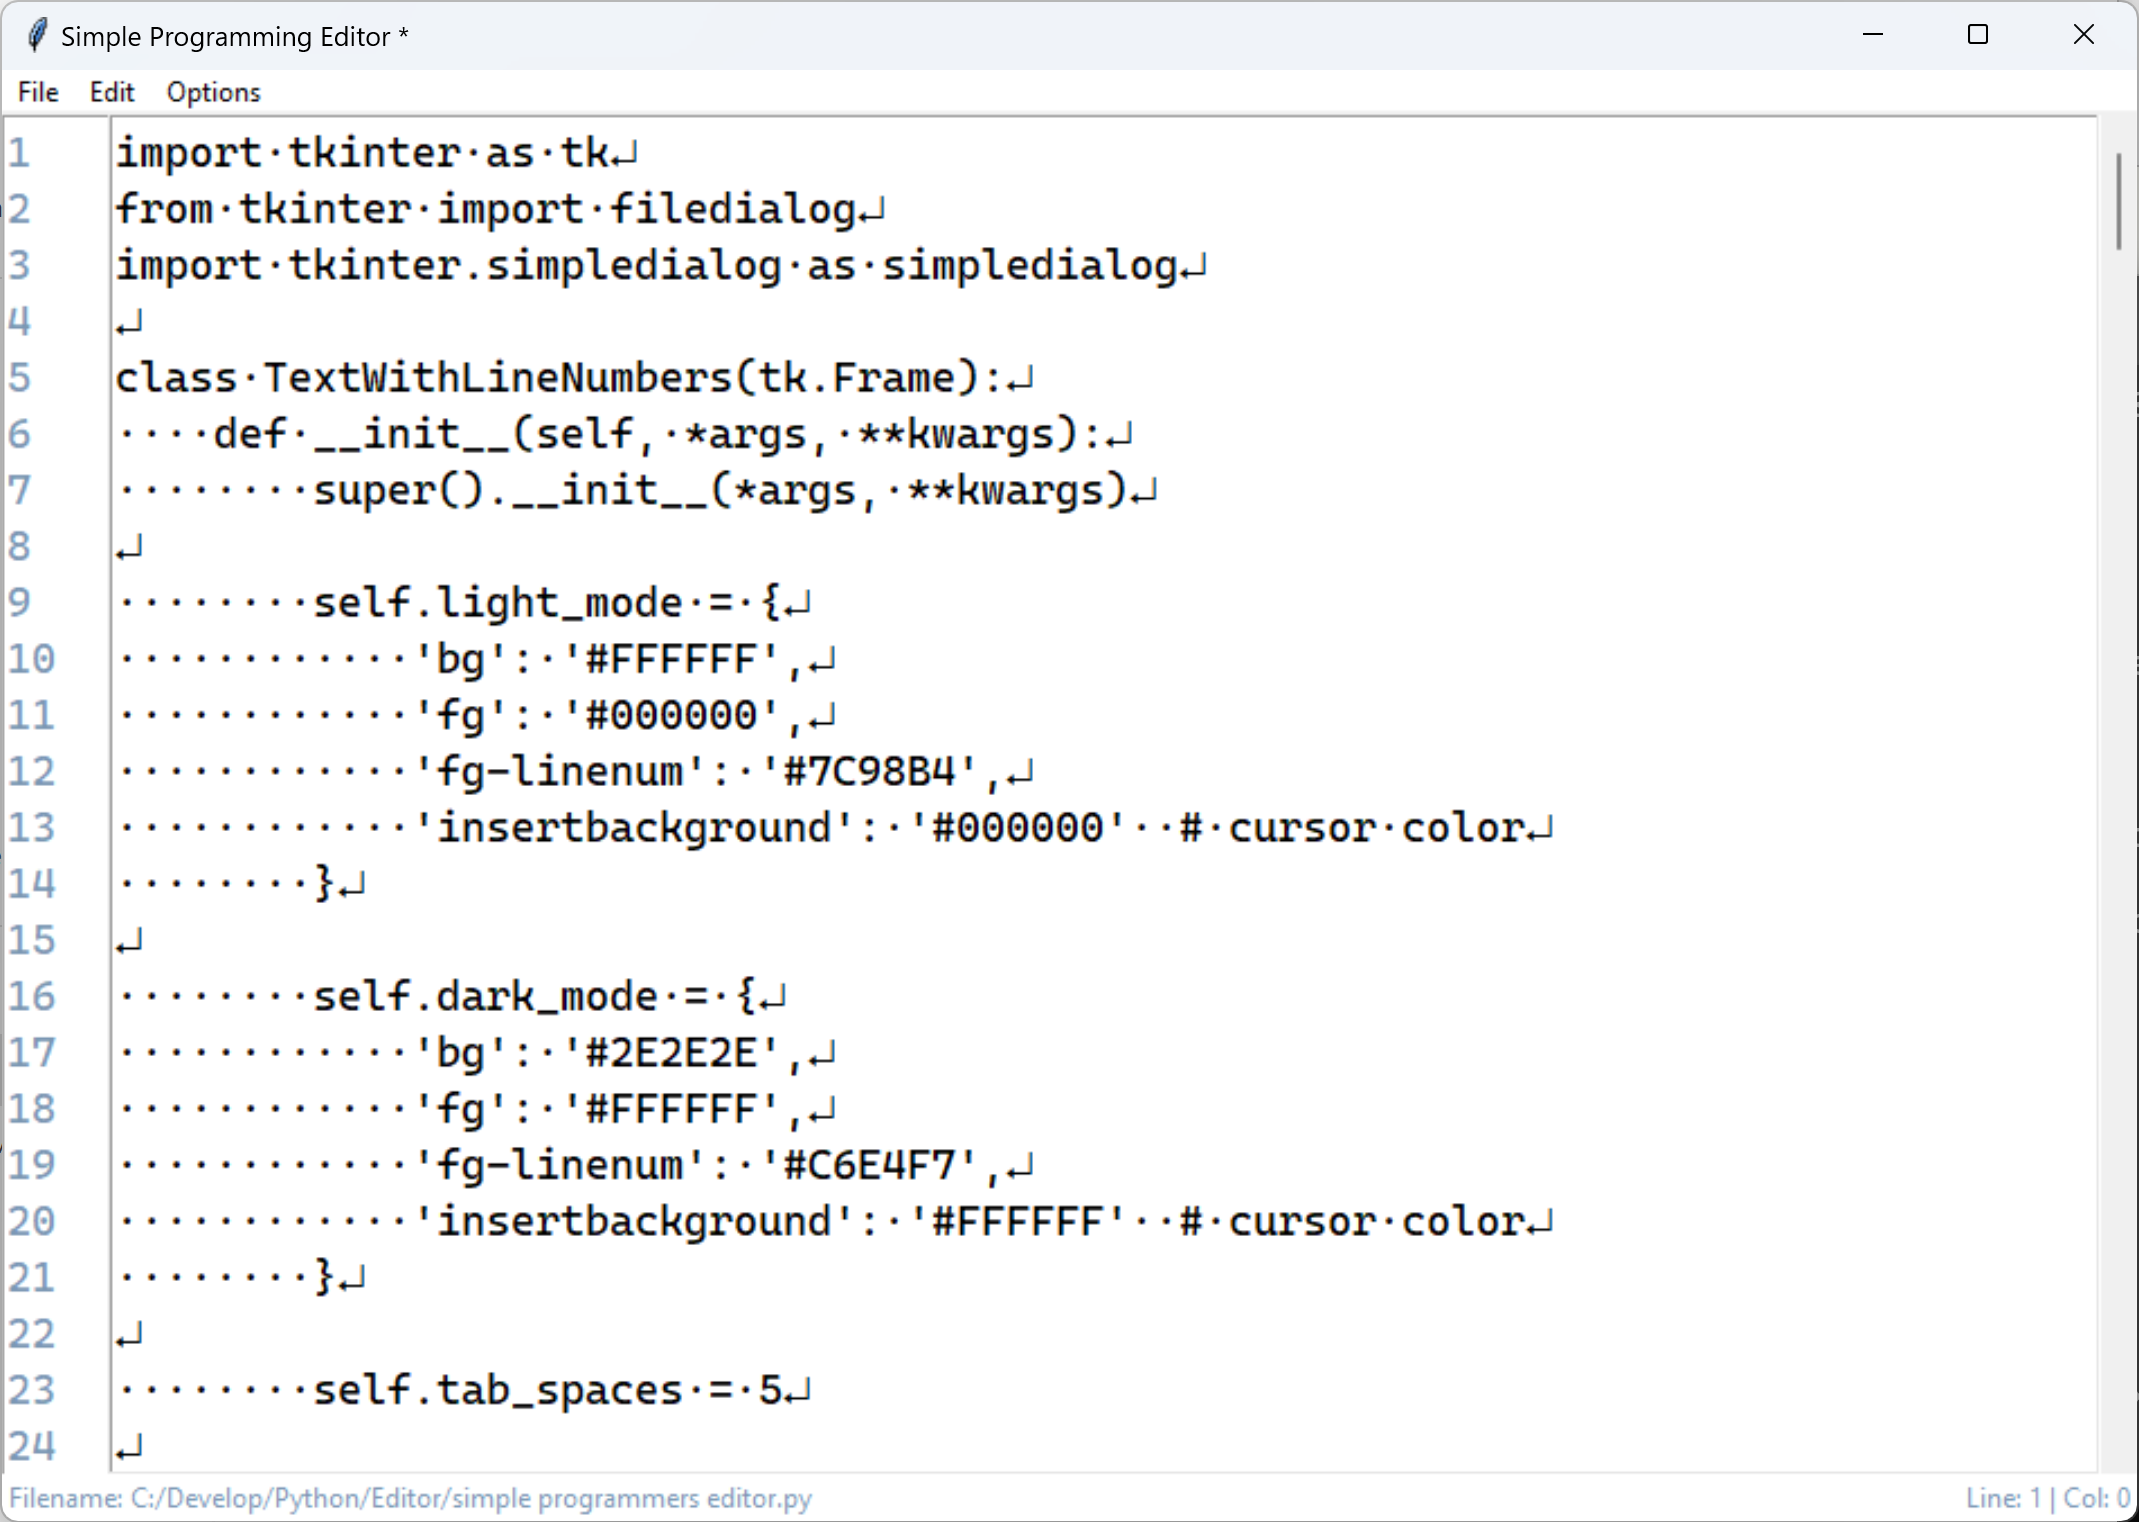 Simple Programming Editor *
File Edit Options
1 import·tkinter·as·tk↵
2 from·tkinter·import·filedialog↵
3 import·tkinter.simpledialog·as·simpledialog↵
4 ↵
5 class·TextWithLineNumbers(tk.Frame):↵
6 ····def·__init__(self,·*args,·**kwargs):↵
7 ········super().__init__(*args,·**kwargs)↵
8 ↵
9 ········self.light_mode·=·{↵
10 ············'bg':·'#FFFFFF',↵
11 ············'fg':·'#000000',↵
12 ············'fg-linenum':·'#7C98B4',↵
13 ············'insertbackground':·'#000000'··#·cursor·color↵
14 ········}↵
15 ↵
16 ········self.dark_mode·=·{↵
17 ············'bg':·'#2E2E2E',↵
18 ············'fg':·'#FFFFFF',↵
19 ············'fg-linenum':·'#C6E4F7',↵
20 ············'insertbackground':·'#FFFFFF'··#·cursor·color↵
21 ········}↵
22 ↵
23 ········self.tab_spaces·=·5↵
24 ↵
Filename: C:/Develop/Python/Editor/simple programmers editor.py Line: 1 | Col: 0